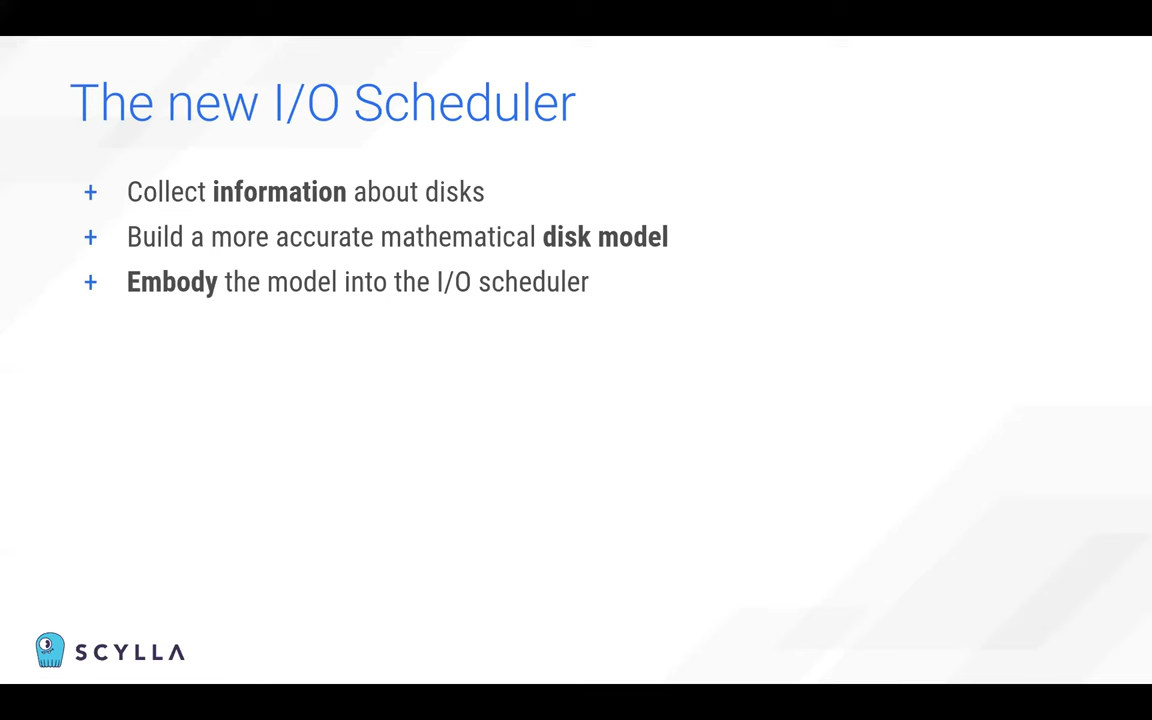 The new I/O Scheduler
+ Collect information about disks
+ Build a more accurate mathematical disk model
+ Embody the model into the I/O scheduler
SCYLLA